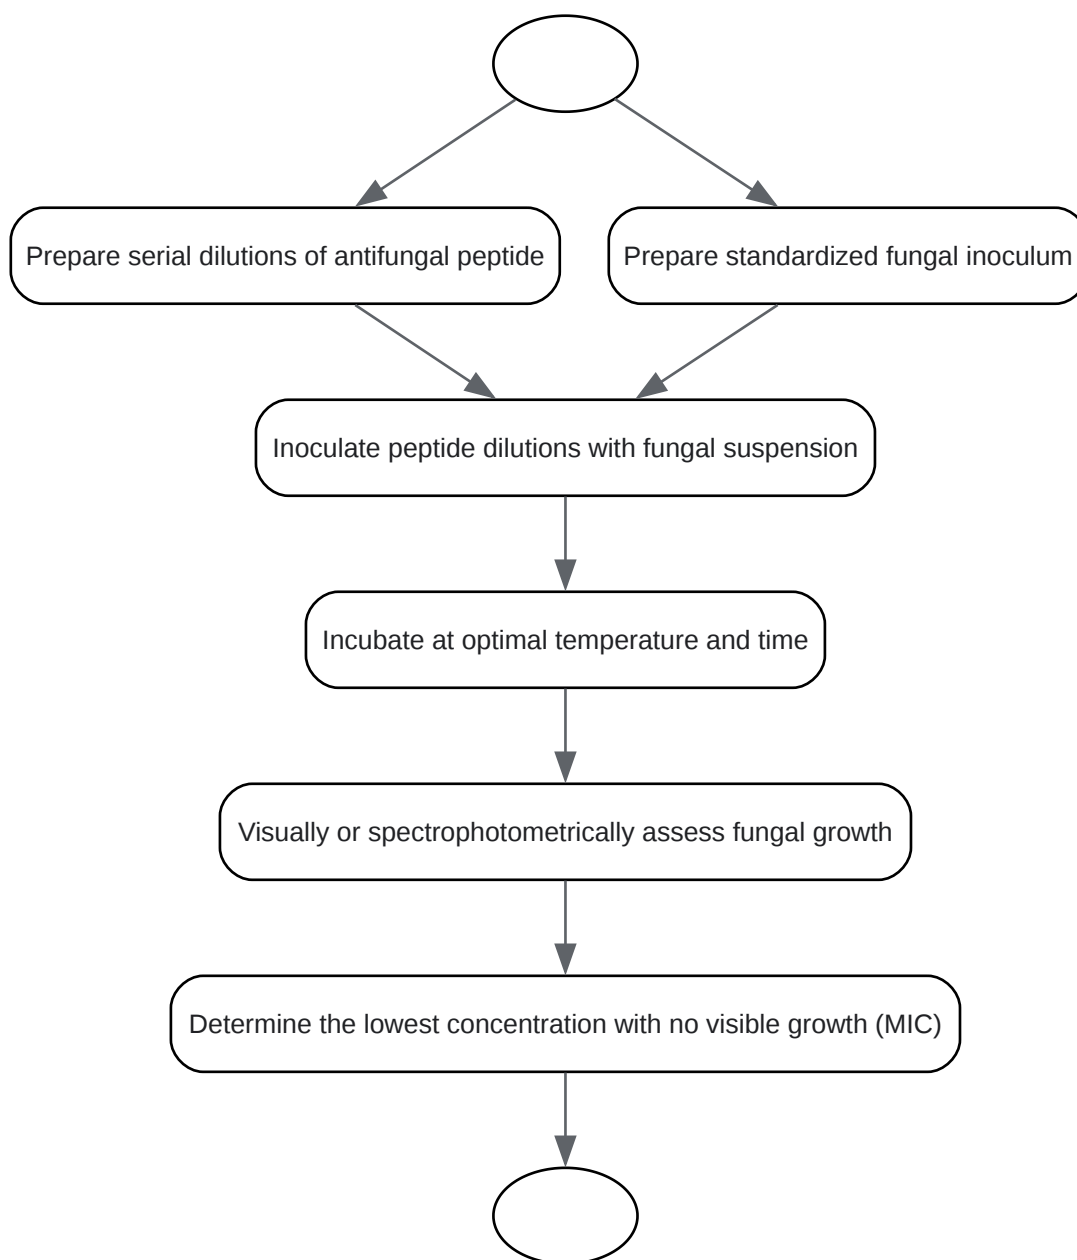 Prepare serial dilutions of antifungal peptide
Prepare standardized fungal inoculum
Inoculate peptide dilutions with fungal suspension
Incubate at optimal temperature and time
Visually or spectrophotometrically assess fungal growth
Determine the lowest concentration with no visible growth (MIC)